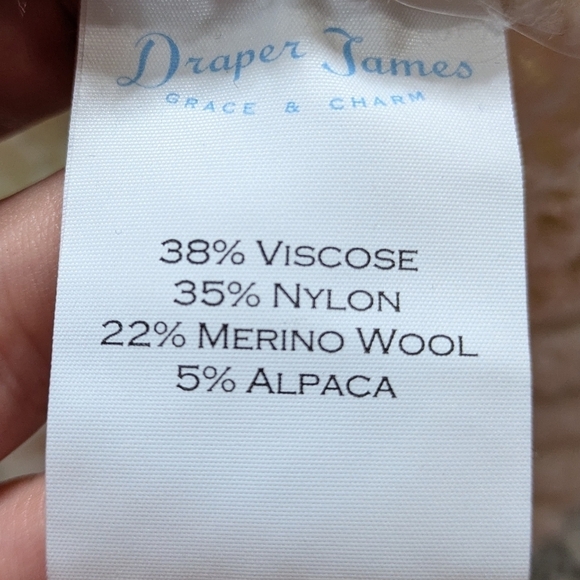 Draper James
GRACE & CHARM
38% VISCOSE
35% NYLON
22% MERINO WOOL
5% ALPACA